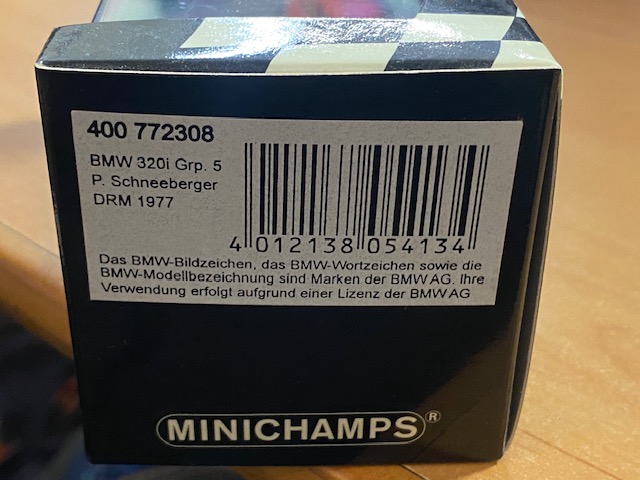 400 772308
BMW 320i Grp. 5
P. Schneeberger
DRM 1977
4 012138 054134
Das BMW-Bildzeichen, das BMW-Wortzeichen sowie die
BMW-Modellbezeichnung sind Marken der BMW AG. Ihre
Verwendung erfolgt aufgrund einer Lizenz der BMW AG
MINICHAMPS®